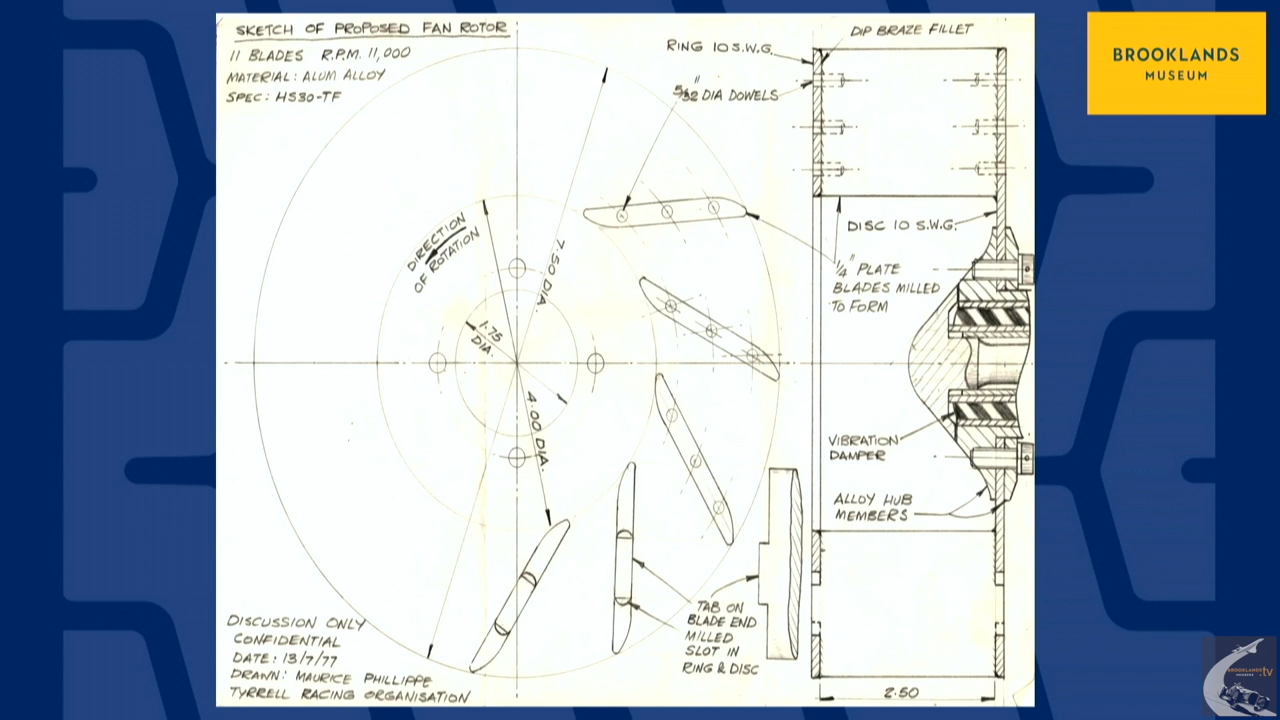 SKETCH OF PROPOSED FAN ROTOR
11 BLADES R.P.M. 11,000
MATERIAL: ALUM ALLOY
SPEC: HS30-TF
RING 10 S.W.G.
5/32" DIA DOWELS
DIP BRAZE FILLET
BROOKLANDS
MUSEUM
DIRECTION
OF ROTATION
7.50 DIA.
1.75
DIA.
4.00 DIA.
DISC 10 S.W.G.
1/4" PLATE
BLADES MILLED
TO FORM
VIBRATION
DAMPER
ALLOY HUB
MEMBERS
TAB ON
BLADE END
MILLED
SLOT IN
RING & DISC
2.50
DISCUSSION ONLY
CONFIDENTIAL
DATE: 13/7/77
DRAWN: MAURICE PHILLIPPE
TYRRELL RACING ORGANISATION
BROOKLANDS
MUSEUM
.tv